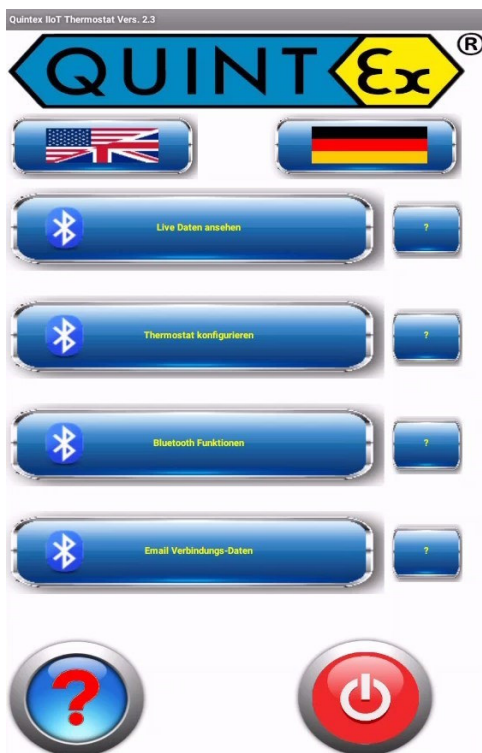 Quintex IIoT Thermostat Vers. 2.3
QUINT Ex ®
Live Daten ansehen
?
Thermostat konfigurieren
?
Bluetooth Funktionen
?
Email Verbindungs-Daten
?
?